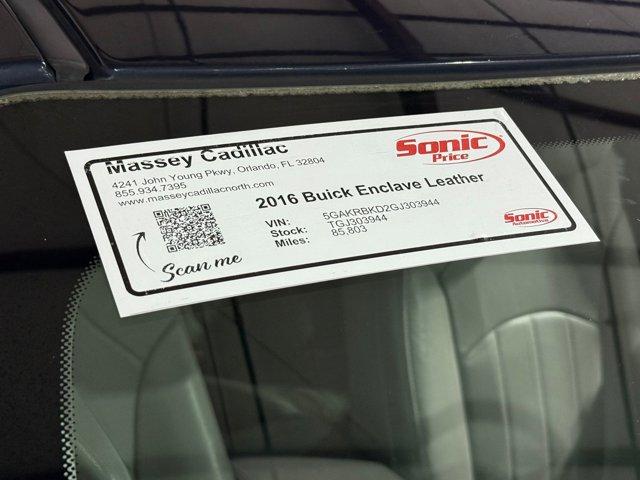 Massey Cadillac
4241 John Young Pkwy, Orlando, FL 32804
855.934.7395
www.masseycadillacnorth.com
Sonic
Price
2016 Buick Enclave Leather
VIN: 5GAKRBKD2GJ303944
Stock: TGJ303944
Miles: 85,803
Scan me
Sonic
Automotive